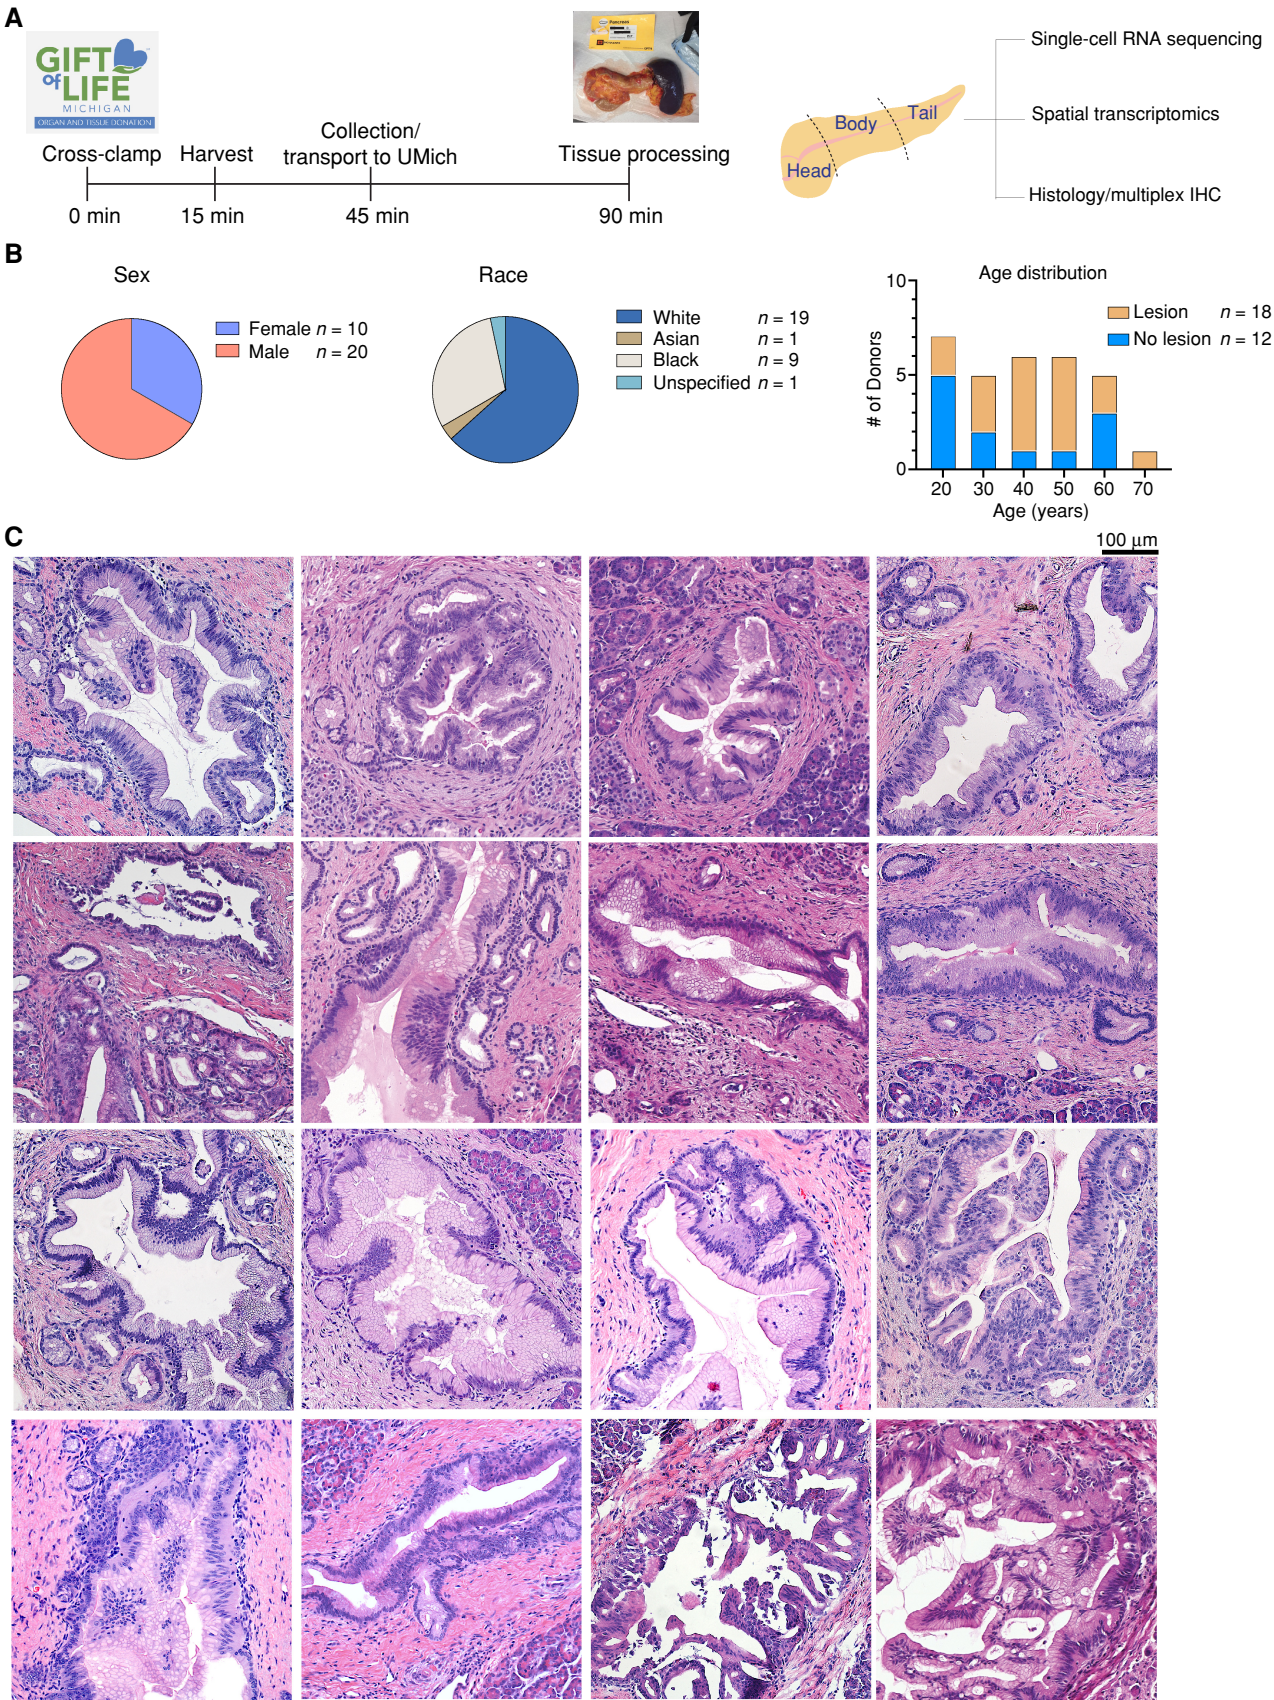 A
GIFT
of LIFE
MICHIGAN
ORGAN AND TISSUE DONATION
Pancreas
Cross-clamp
Harvest
Collection/
transport to UMich
Tissue processing
0 min
15 min
45 min
90 min
Head
Body
Tail
Single-cell RNA sequencing
Spatial transcriptomics
Histology/multiplex IHC
B
Sex
Female n = 10
Male n = 20
Race
White n = 19
Asian n = 1
Black n = 9
Unspecified n = 1
Age distribution
Lesion n = 18
No lesion n = 12
# of Donors
10
5
0
20 30 40 50 60 70
Age (years)
C
100 µm